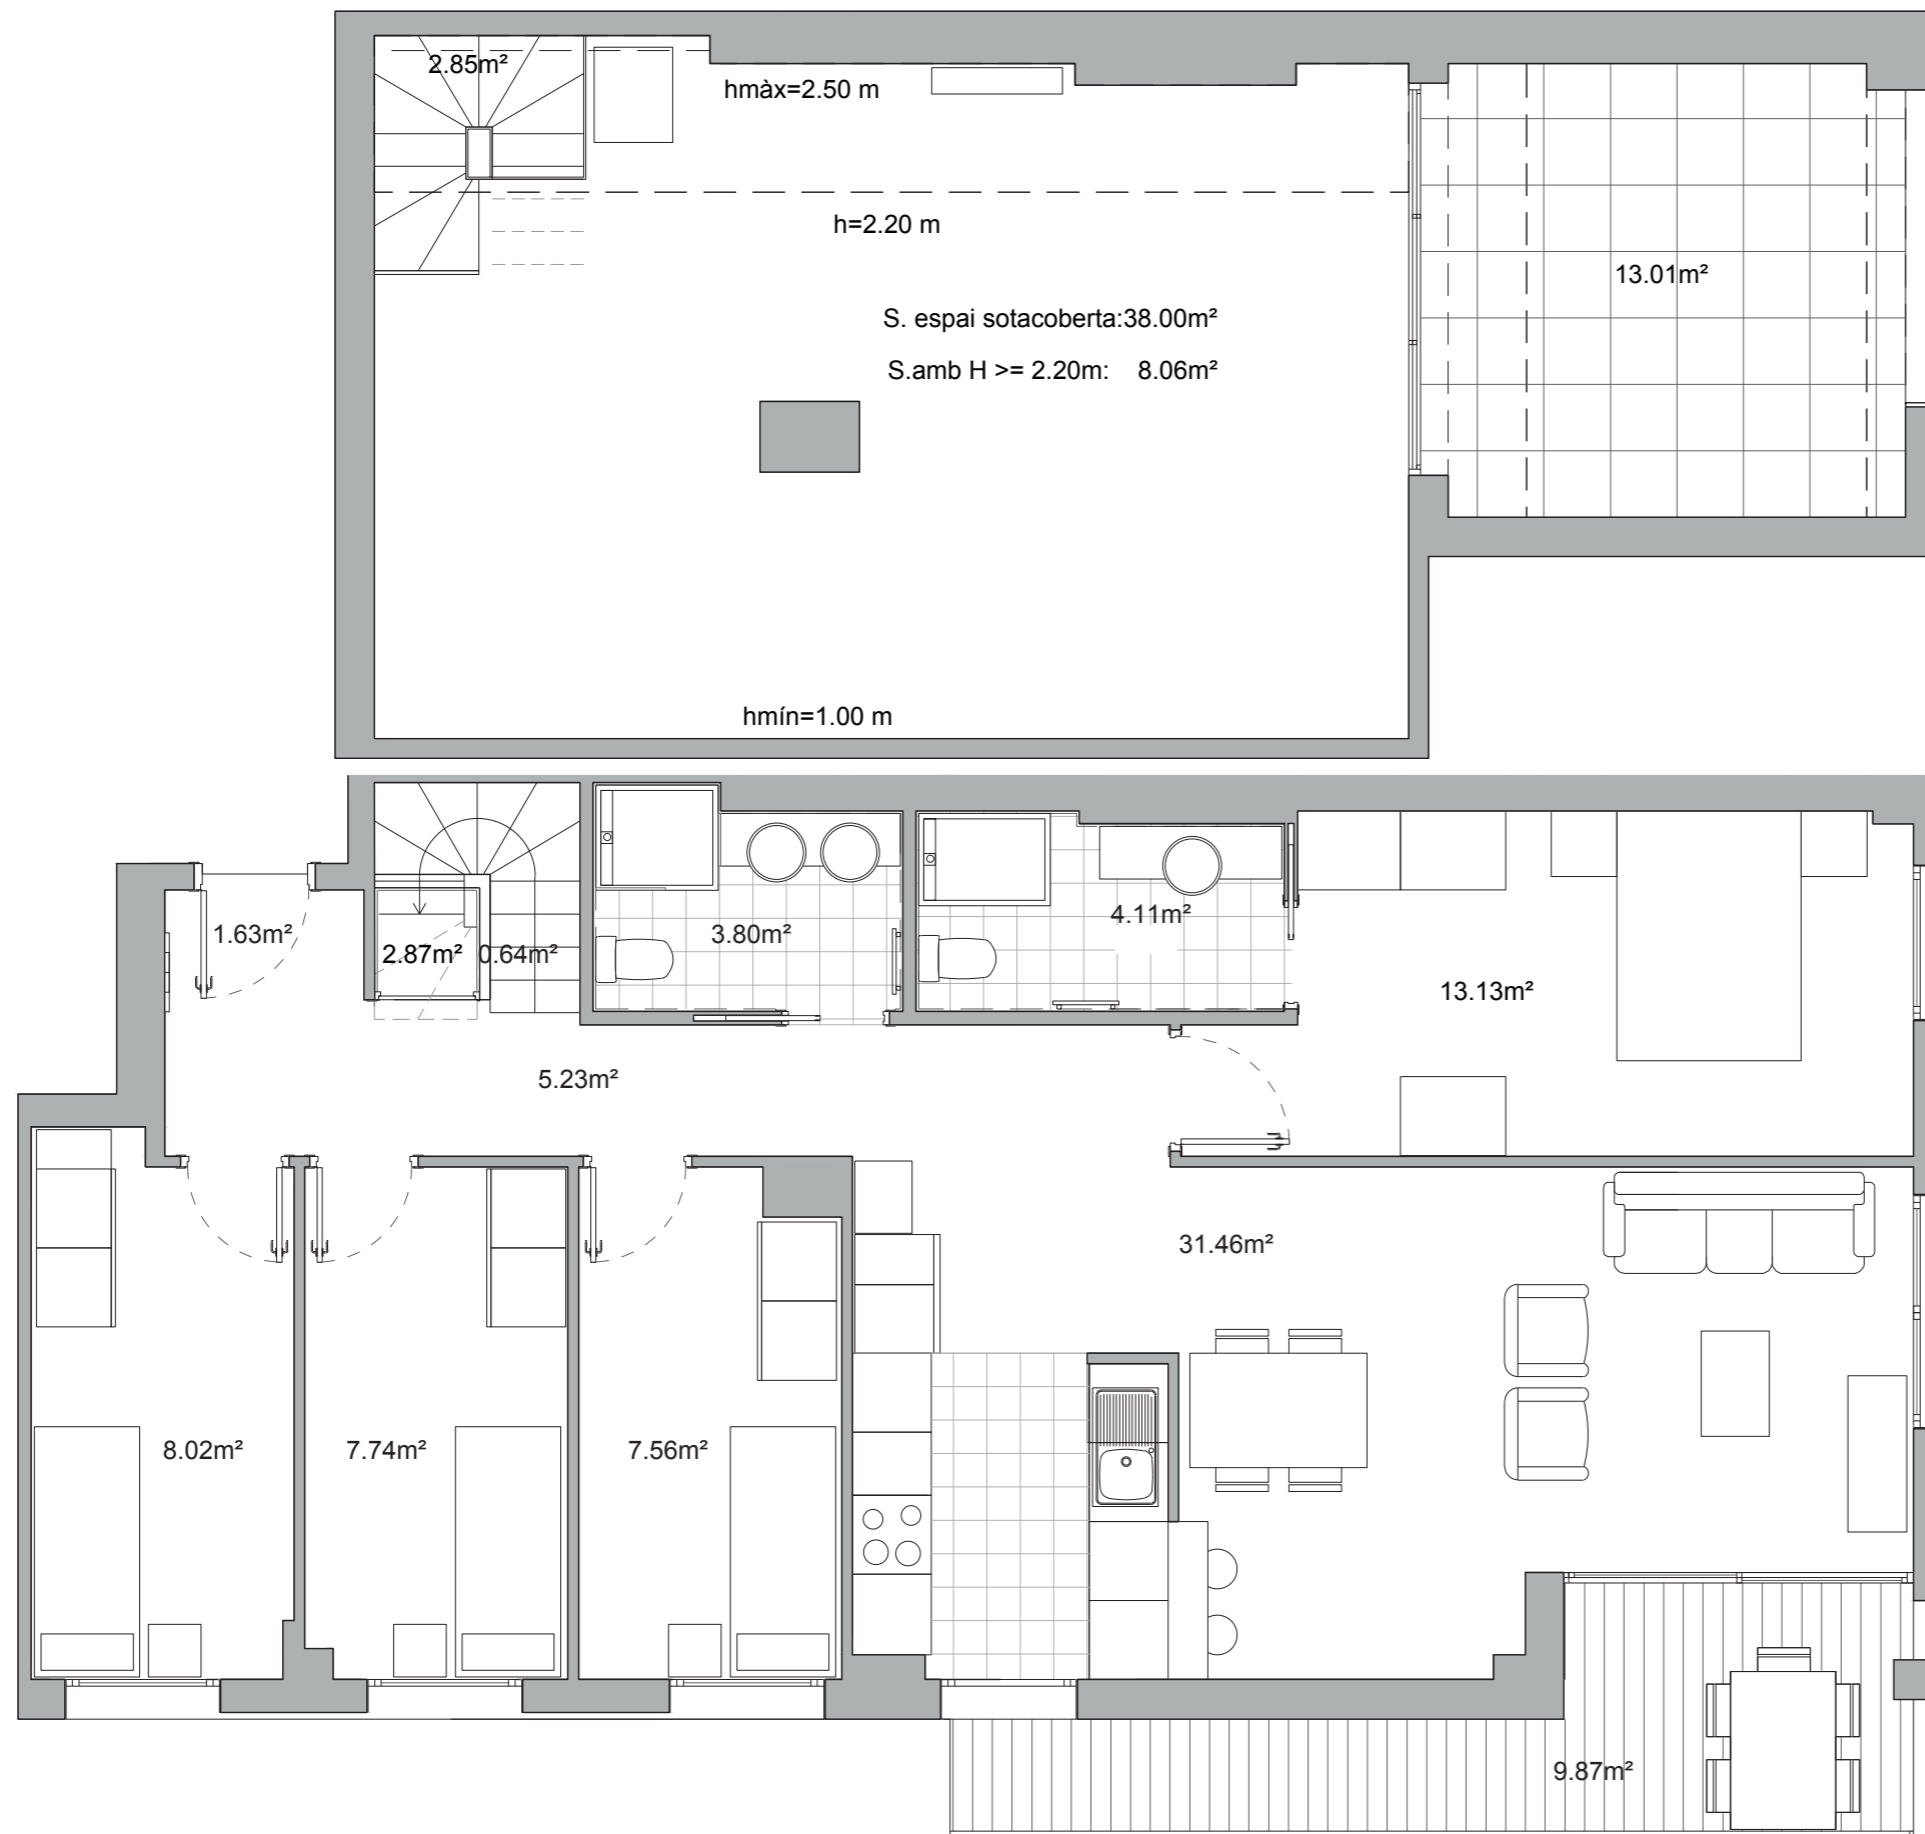 2.85m²
hmàx=2.50 m
h=2.20 m
13.01m²
S. espai sotacoberta:38.00m²
S.amb H >= 2.20m: 8.06m²
hmín=1.00 m
1.63m²
2.87m²
0.64m²
3.80m²
4.11m²
13.13m²
5.23m²
31.46m²
8.02m²
7.74m²
7.56m²
9.87m²